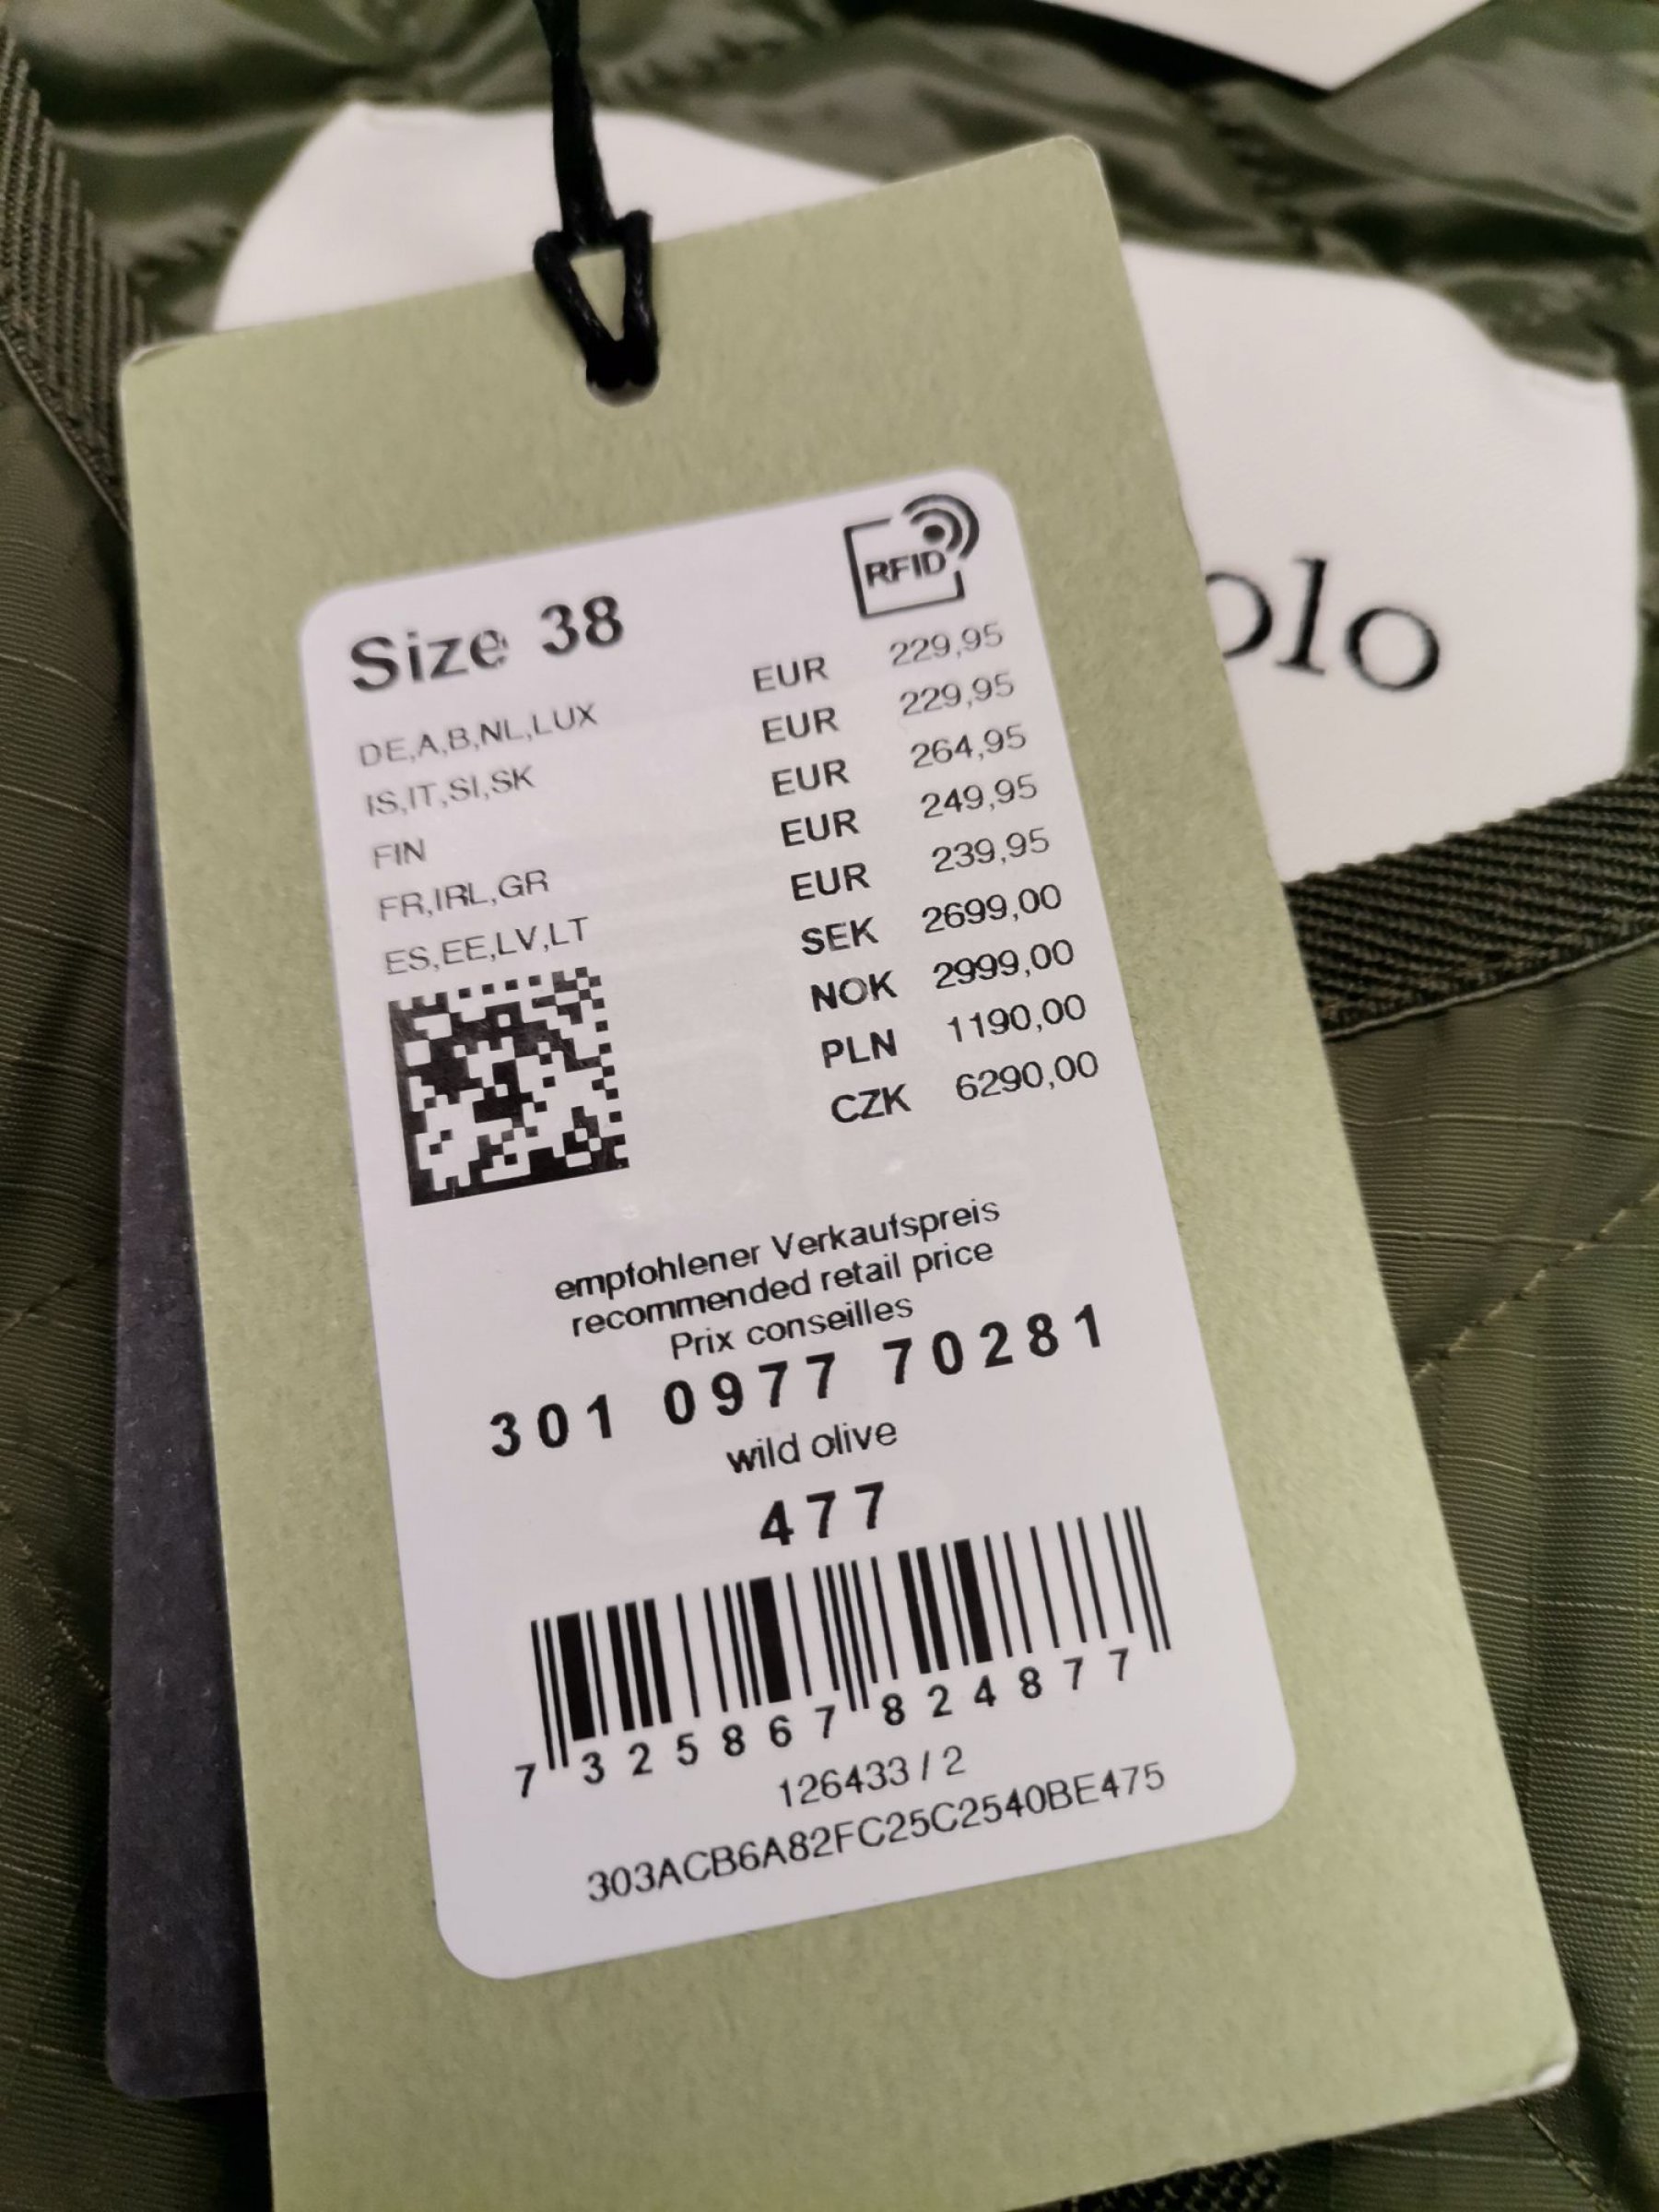 RFID
Size 38
DE,A,B,NL,LUX EUR 229,95
IS,IT,SI,SK EUR 229,95
FIN EUR 264,95
FR,IRL,GR EUR 249,95
ES,EE,LV,LT EUR 239,95
SEK 2699,00
NOK 2999,00
PLN 1190,00
CZK 6290,00
empfohlener Verkaufspreis
recommended retail price
Prix conseilles
301 0977 70281
wild olive
477
7 325867 824877
126433 / 2
303ACB6A82FC25C2540BE475